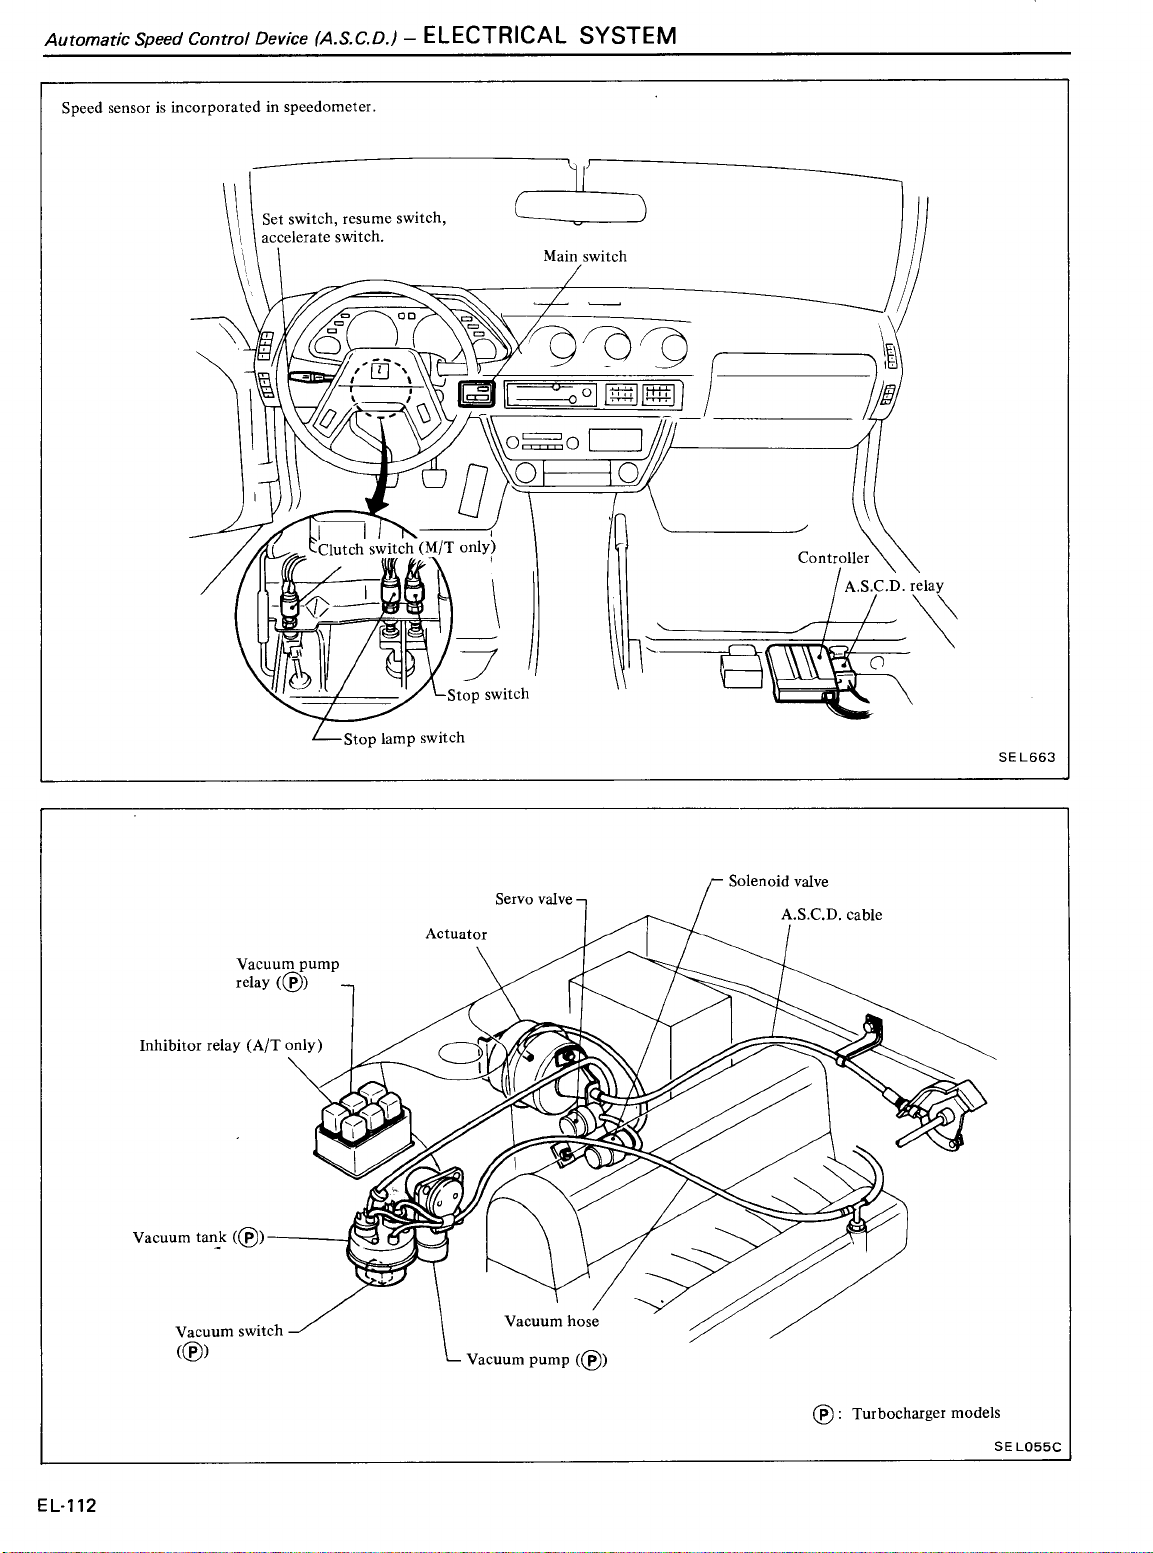 Automatic Speed Control Device (A.S.C.D.) – ELECTRICAL SYSTEM
Speed sensor is incorporated in speedometer.
Set switch, resume switch,
accelerate switch.
Main switch
Clutch switch (M/T only)
Controller
A.S.C.D. relay
Stop switch
Stop lamp switch
SEL663
Solenoid valve
Servo valve
A.S.C.D. cable
Actuator
Vacuum pump
relay (Ⓟ)
Inhibitor relay (A/T only)
Vacuum tank (Ⓟ)
Vacuum hose
Vacuum switch
(Ⓟ)
Vacuum pump (Ⓟ)
Ⓟ : Turbocharger models
SEL055C
EL-112